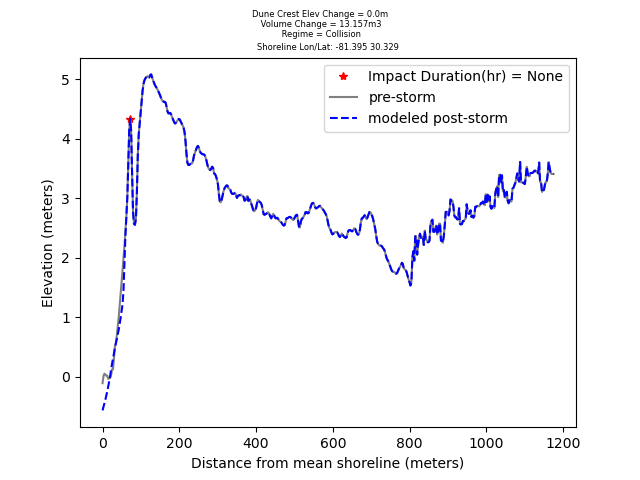 Dune Crest Elev Change = 0.0m
Volume Change = 13.157m3
Regime = Collision
Shoreline Lon/Lat: -81.395 30.329
Impact Duration(hr) = None
pre-storm
modeled post-storm
Elevation (meters)
5
4
3
2
1
0
0 200 400 600 800 1000 1200
Distance from mean shoreline (meters)